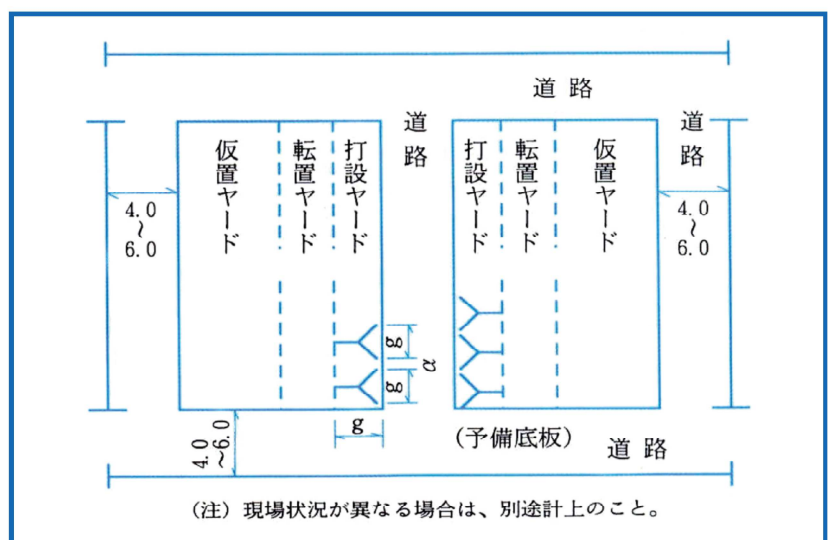 道路
道路
道路
仮置ヤード
転置ヤード
打設ヤード
打設ヤード
転置ヤード
仮置ヤード
4.0
~
6.0
4.0
~
6.0
g
α
g
g
4.0
~6.0
(予備底板)
道路
(注) 現場状況が異なる場合は、別途計上のこと。